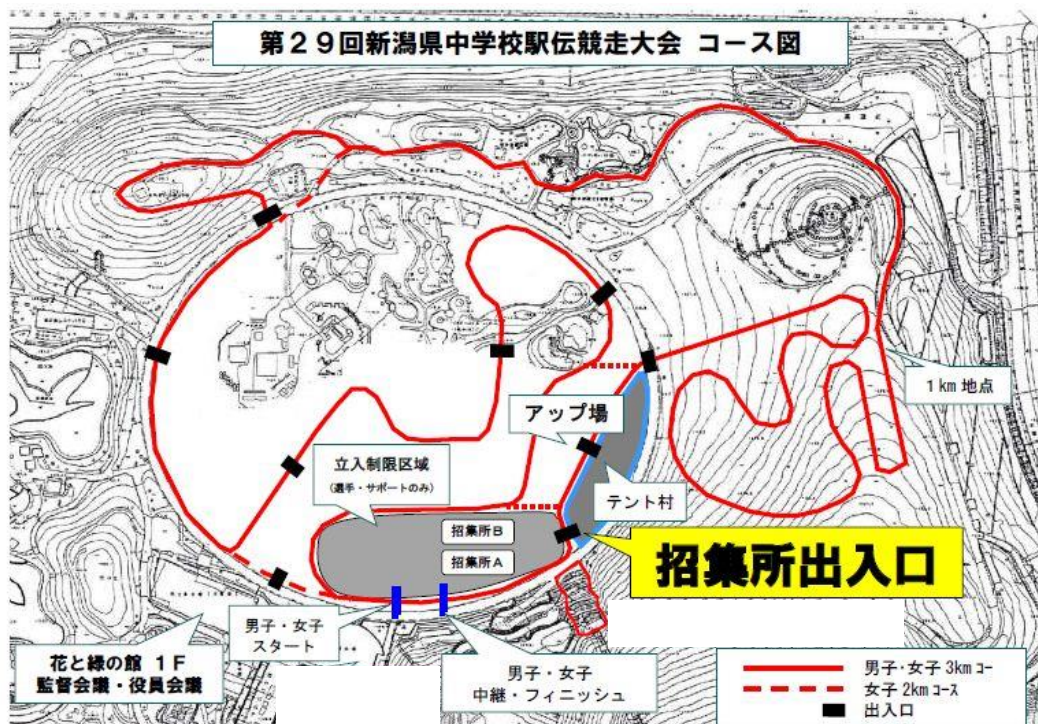 第29回新潟県中学校駅伝競走大会 コース図
1km地点
アップ場
立入制限区域
(選手・サポートのみ)
テント村
招集所B
招集所A
招集所出入口
男子・女子
スタート
花と緑の館 1F
監督会議・役員会議
男子・女子
中継・フィニッシュ
男子・女子3kmコー
女子2kmコース
出入口